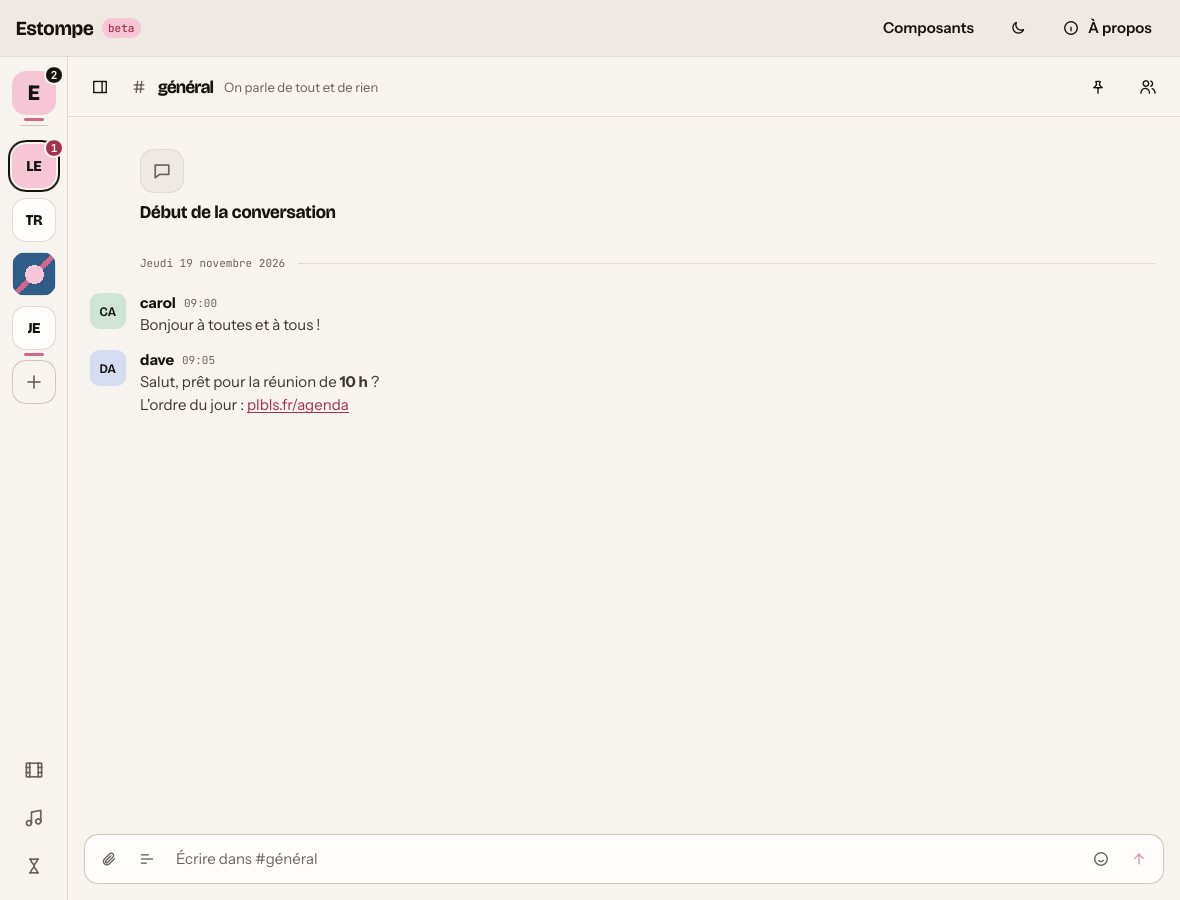 Estompe beta
Composants
À propos
E 2
LE 1
TR
JE
# général On parle de tout et de rien
Début de la conversation
Jeudi 19 novembre 2026
CA carol 09:00
Bonjour à toutes et à tous !
DA dave 09:05
Salut, prêt pour la réunion de 10 h ?
L'ordre du jour : plbls.fr/agenda
Écrire dans #général